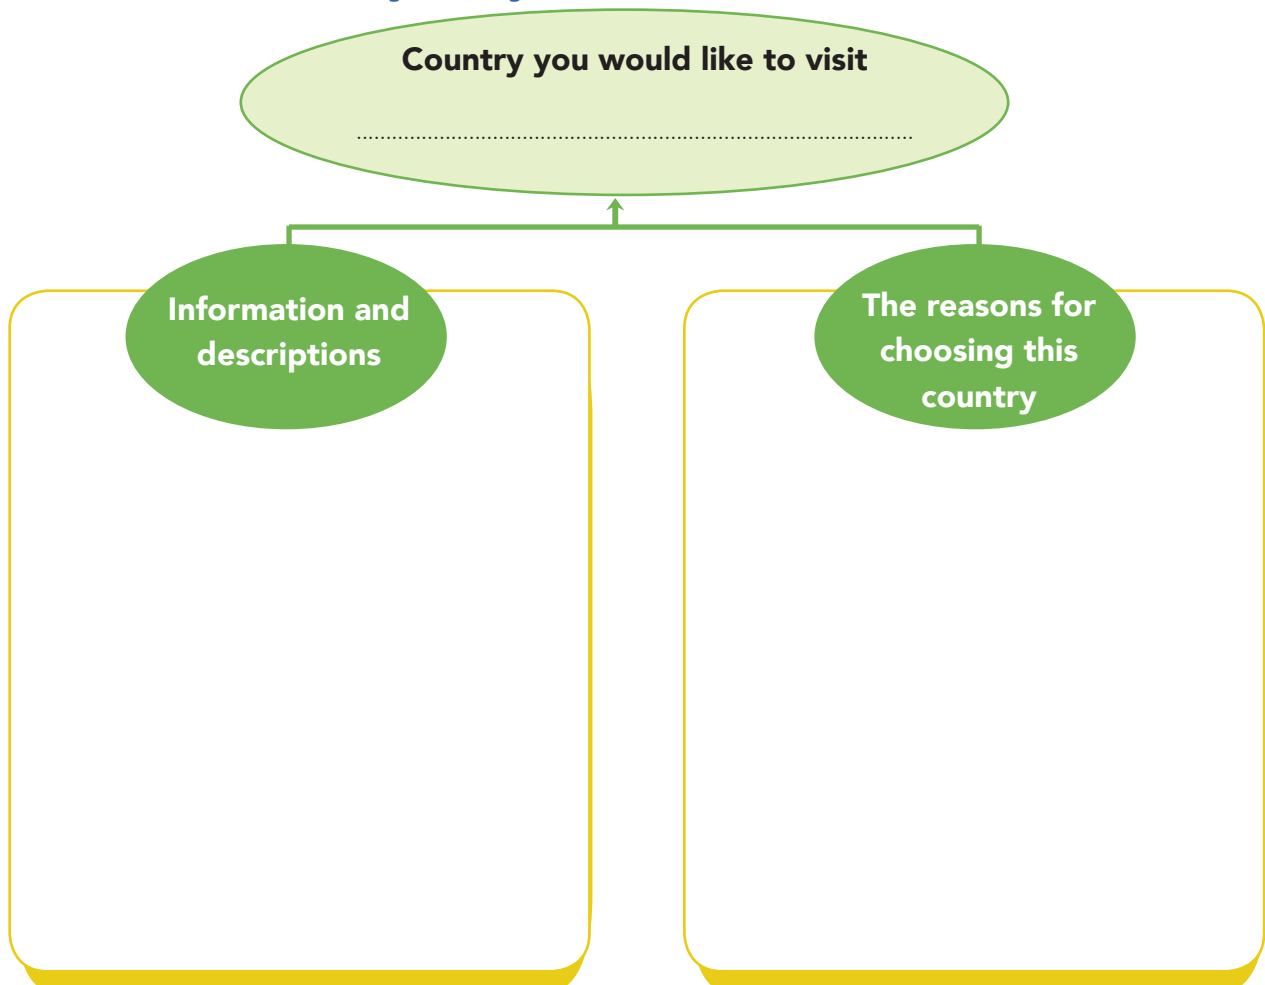 Country you would like to visit
................................................................................................
Information and
descriptions
The reasons for
choosing this
country